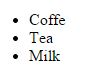 • Coffe
• Tea
• Milk